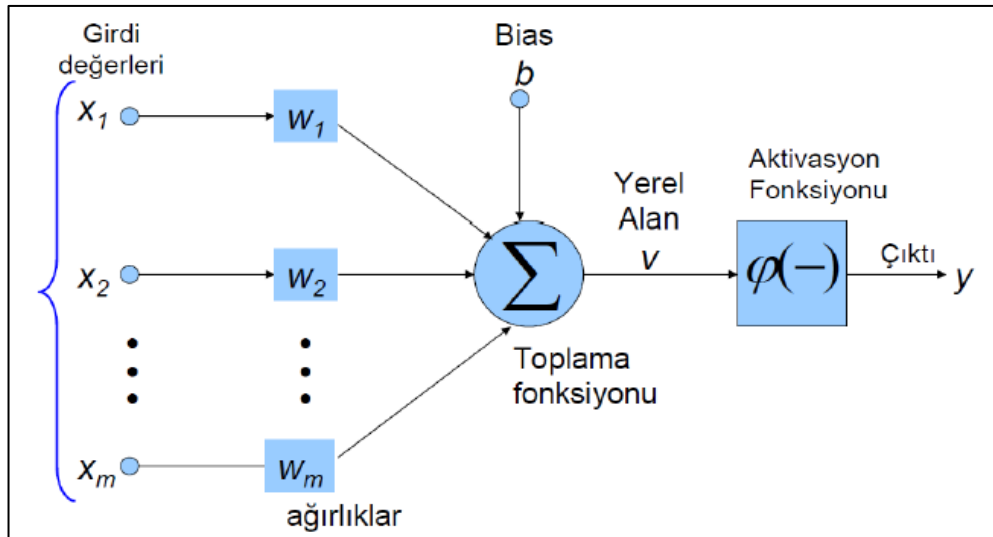 Girdi
değerleri
x1
w1
Bias
b
x2
w2
∑
Toplama
fonksiyonu
Yerel
Alan
v
Aktivasyon
Fonksiyonu
φ(−)
Çıktı
y
xm
wm
ağırlıklar